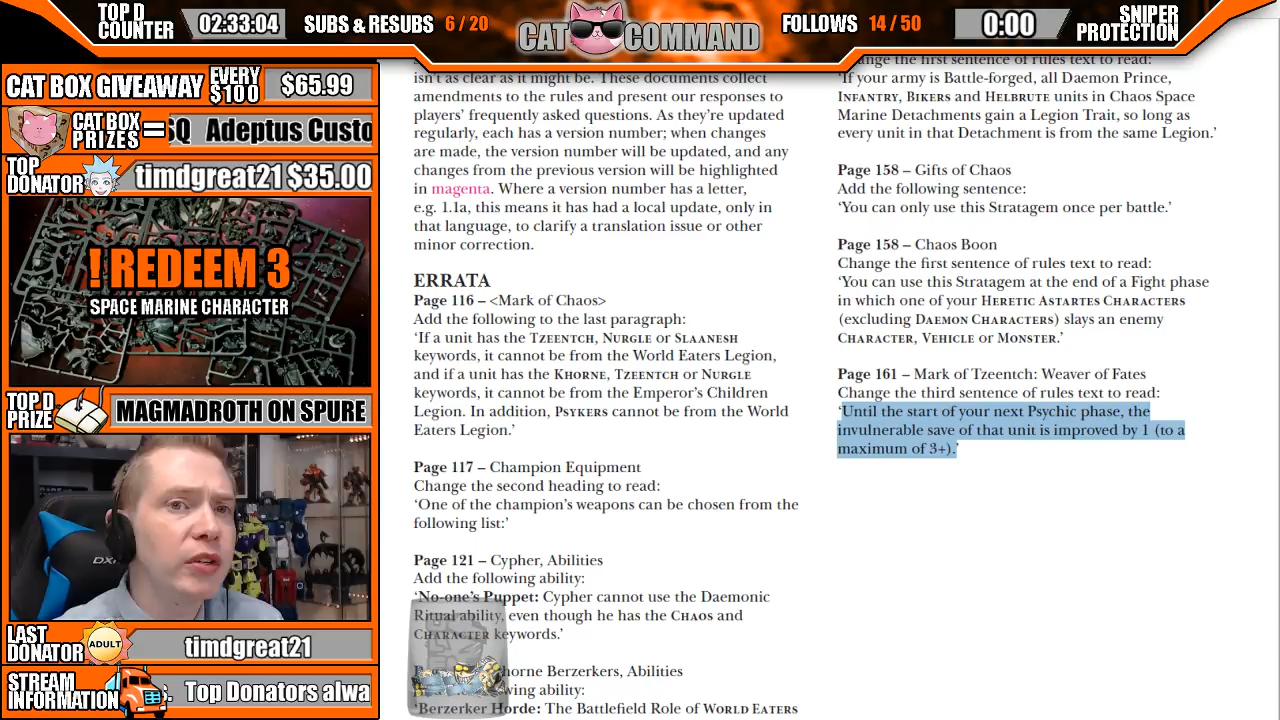 TOP D
COUNTER
02:33:04
SUBS & RESUBS 6 / 20
CAT COMMAND
FOLLOWS 14 / 50
0:00
SNIPER
PROTECTION
CAT BOX GIVEAWAY EVERY $100 $65.99
CAT BOX
PRIZES = Q Adeptus Custo
TOP
DONATOR timdgreat21 $35.00
! REDEEM 3
SPACE MARINE CHARACTER
TOP D
PRIZE MAGMADROTH ON SPURE
DX
LAST
DONATOR ADULT timdgreat21
STREAM
INFORMATION . Top Donators alwa
isn't as clear as it might be. These documents collect
amendments to the rules and present our responses to
players' frequently asked questions. As they're updated
regularly, each has a version number; when changes
are made, the version number will be updated, and any
changes from the previous version will be highlighted
in magenta. Where a version number has a letter,
e.g. 1.1a, this means it has had a local update, only in
that language, to clarify a translation issue or other
minor correction.
ERRATA
Page 116 – <Mark of Chaos>
Add the following to the last paragraph:
‘If a unit has the TZEENTCH, NURGLE or SLAANESH
keywords, it cannot be from the World Eaters Legion,
and if a unit has the KHORNE, TZEENTCH or NURGLE
keywords, it cannot be from the Emperor's Children
Legion. In addition, PSYKERS cannot be from the World
Eaters Legion.’
Page 117 – Champion Equipment
Change the second heading to read:
‘One of the champion's weapons can be chosen from the
following list:’
Page 121 – Cypher, Abilities
Add the following ability:
‘No-one's Puppet: Cypher cannot use the Daemonic
Ritual ability, even though he has the CHAOS and
CHARACTER keywords.’
horne Berzerkers, Abilities
wing ability:
‘Berzerker Horde: The Battlefield Role of WORLD EATERS
ange the first sentence of rules text to read:
‘If your army is Battle-forged, all Daemon Prince,
INFANTRY, BIKERS and HELBRUTE units in Chaos Space
Marine Detachments gain a Legion Trait, so long as
every unit in that Detachment is from the same Legion.’
Page 158 – Gifts of Chaos
Add the following sentence:
‘You can only use this Stratagem once per battle.’
Page 158 – Chaos Boon
Change the first sentence of rules text to read:
‘You can use this Stratagem at the end of a Fight phase
in which one of your HERETIC ASTARTES CHARACTERS
(excluding DAEMON CHARACTERS) slays an enemy
CHARACTER, VEHICLE or MONSTER.’
Page 161 – Mark of Tzeentch: Weaver of Fates
Change the third sentence of rules text to read:
‘Until the start of your next Psychic phase, the
invulnerable save of that unit is improved by 1 (to a
maximum of 3+).’